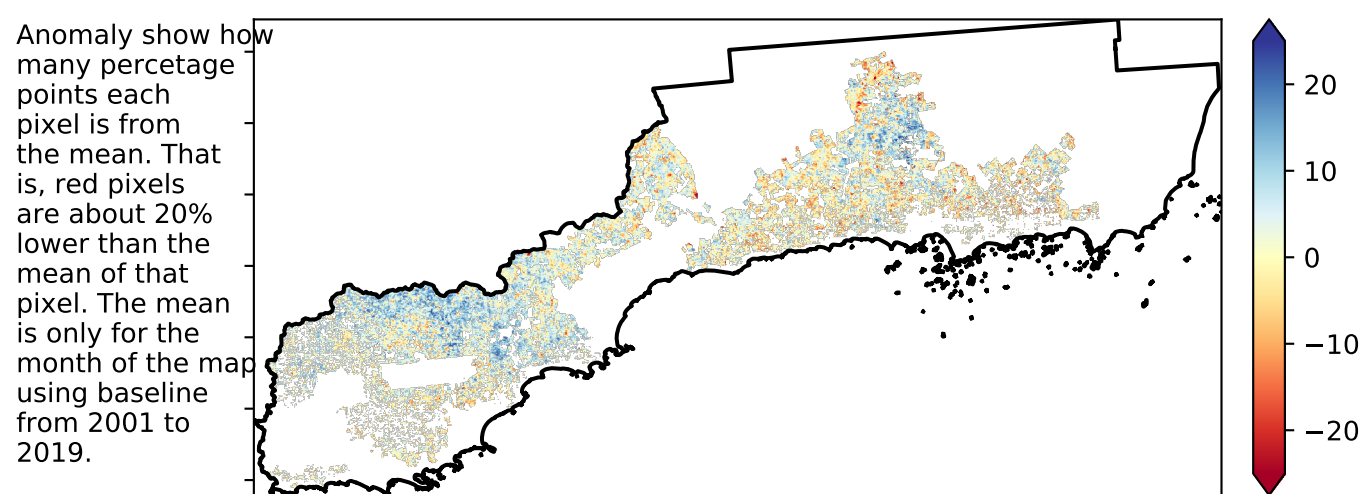 Anomaly show how
many percetage
points each
pixel is from
the mean. That
is, red pixels
are about 20%
lower than the
mean of that
pixel. The mean
is only for the
month of the map
using baseline
from 2001 to
2019.
20
10
0
−10
−20